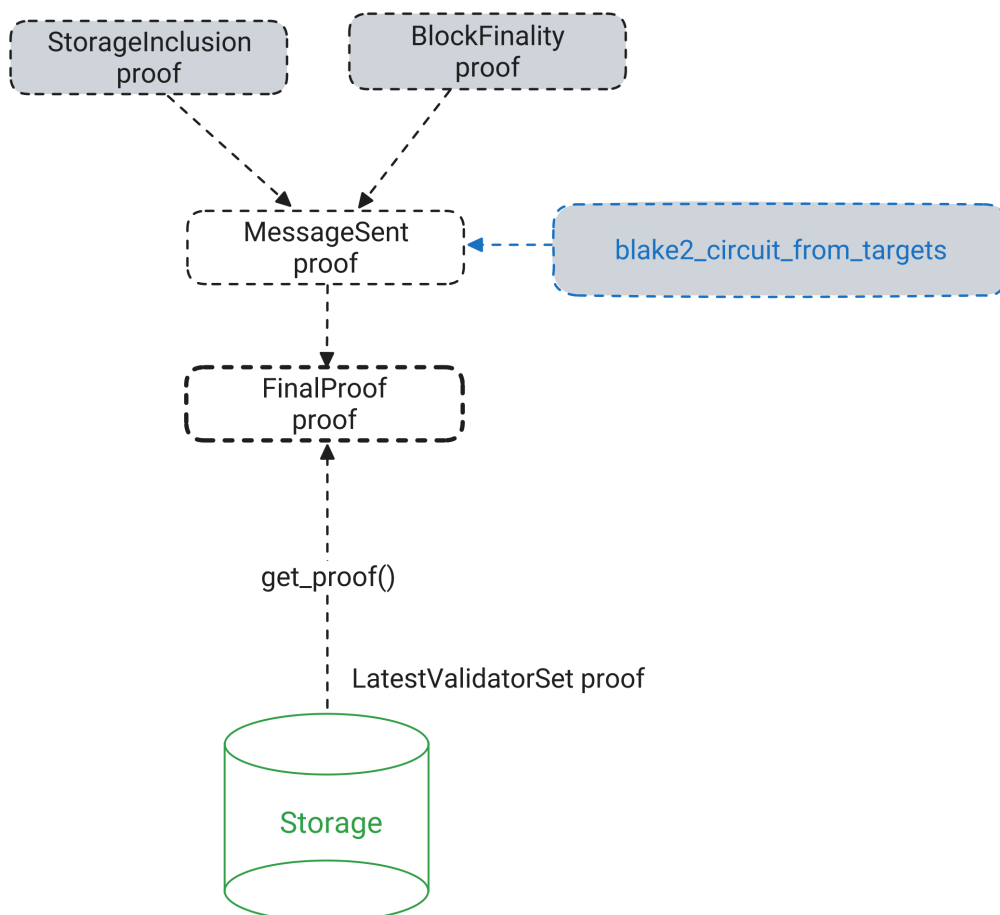 StorageInclusion
proof
BlockFinality
proof
MessageSent
proof
blake2_circuit_from_targets
FinalProof
proof
get_proof()
LatestValidatorSet proof
Storage